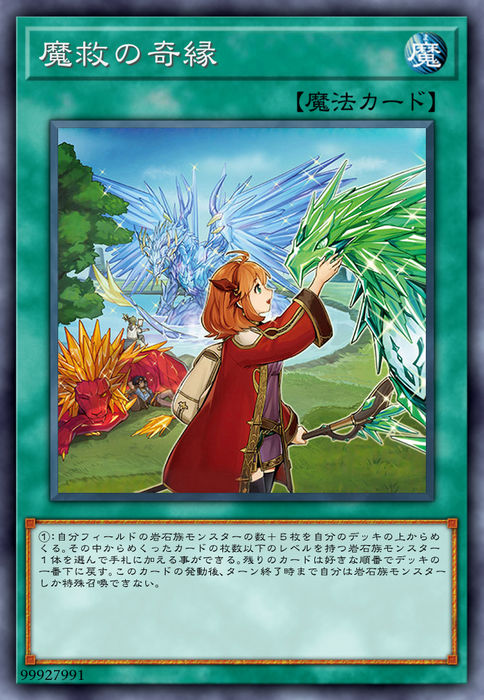 魔救の奇縁
魔
【魔法カード】
①:自分フィールドの岩石族モンスターの数+5枚を自分のデッキの上からめ
くる。その中からめくったカードの枚数以下のレベルを持つ岩石族モンスター
1体を選んで手札に加える事ができる。残りのカードは好きな順番でデッキの
一番下に戻す。このカードの発動後、ターン終了時まで自分は岩石族モンスター
しか特殊召喚できない。
99927991